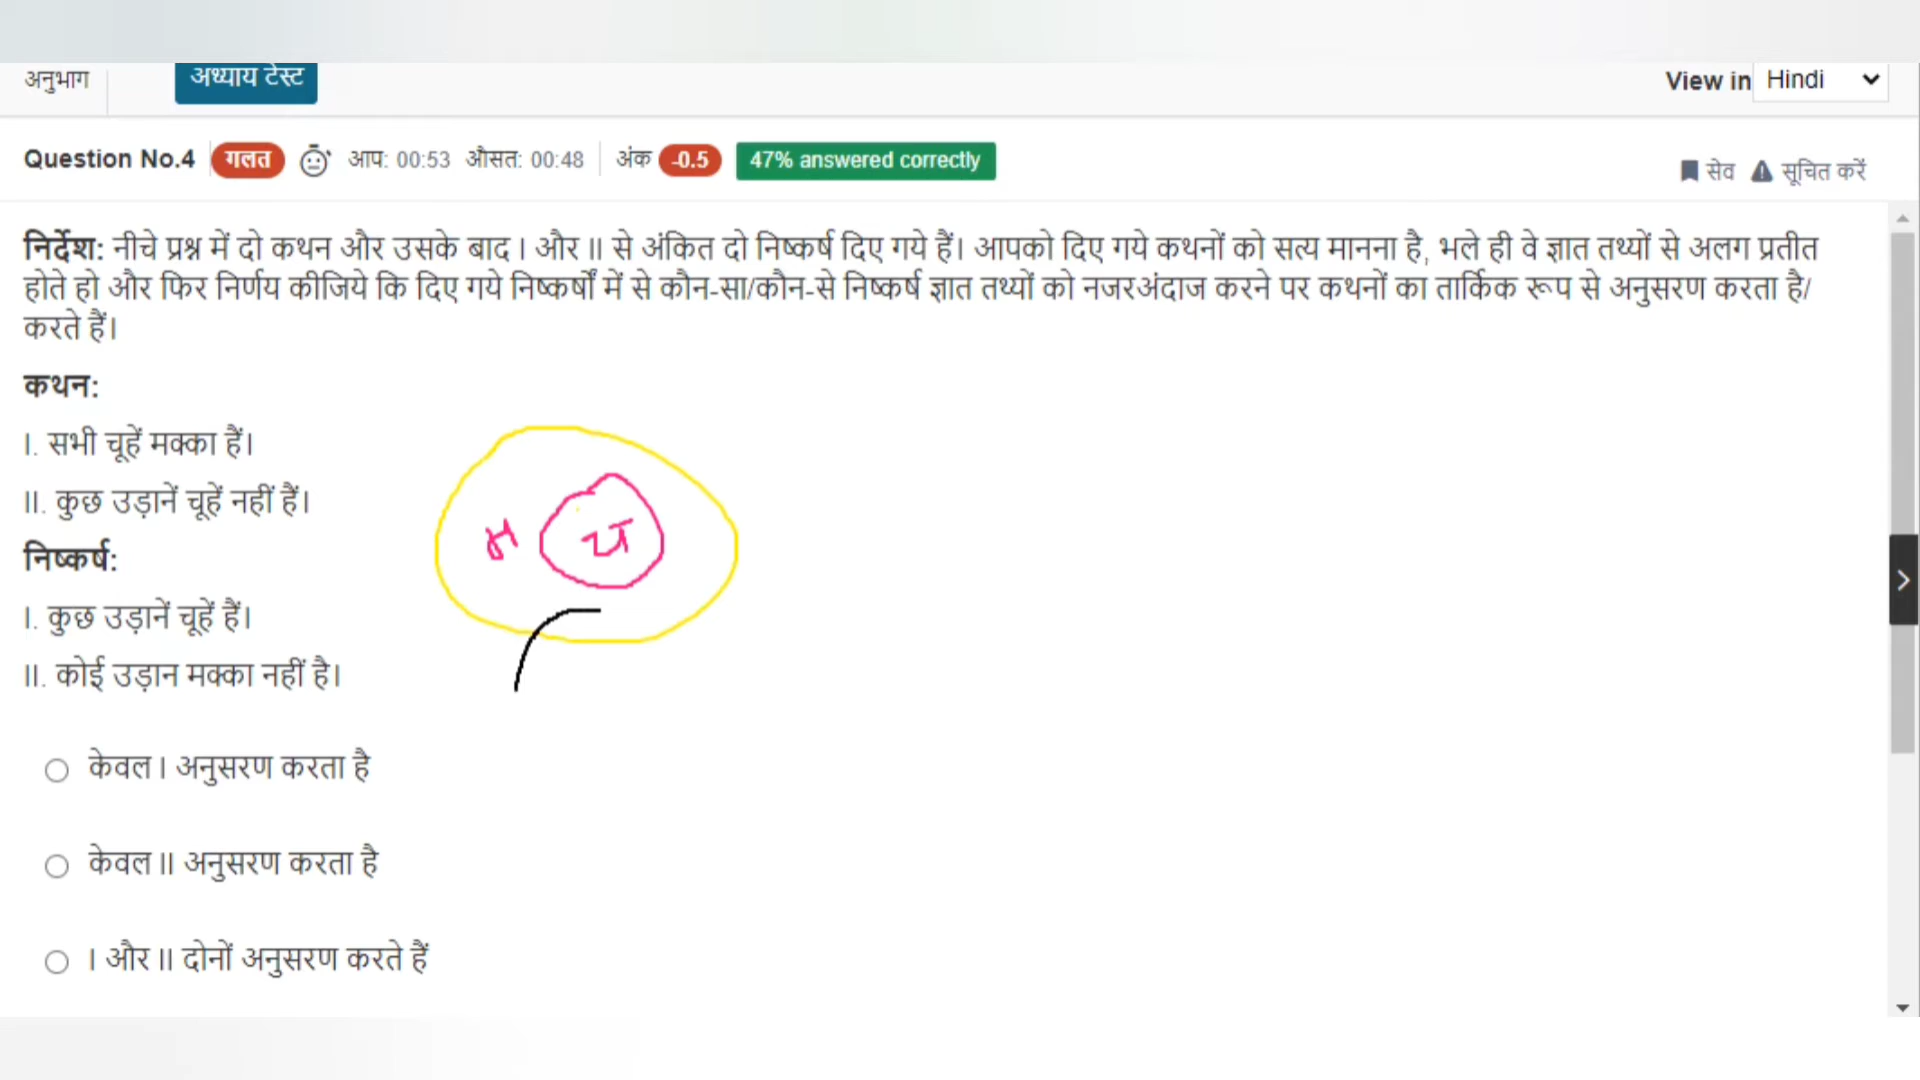 अनुभाग
अध्याय टेस्ट
View in Hindi
Question No.4 गलत आप: 00:53 औसत: 00:48 अंक -0.5 47% answered correctly
सेव सूचित करें
निर्देश: नीचे प्रश्न में दो कथन और उसके बाद I और II से अंकित दो निष्कर्ष दिए गये हैं। आपको दिए गये कथनों को सत्य मानना है, भले ही वे ज्ञात तथ्यों से अलग प्रतीत
होते हो और फिर निर्णय कीजिये कि दिए गये निष्कर्षों में से कौन-सा/कौन-से निष्कर्ष ज्ञात तथ्यों को नजरअंदाज करने पर कथनों का तार्किक रूप से अनुसरण करता है/
करते हैं।
कथन:
I. सभी चूहें मक्का हैं।
II. कुछ उड़ानें चूहें नहीं हैं।
निष्कर्ष:
I. कुछ उड़ानें चूहें हैं।
II. कोई उड़ान मक्का नहीं है।
म
केवल I अनुसरण करता है
केवल II अनुसरण करता है
I और II दोनों अनुसरण करते हैं